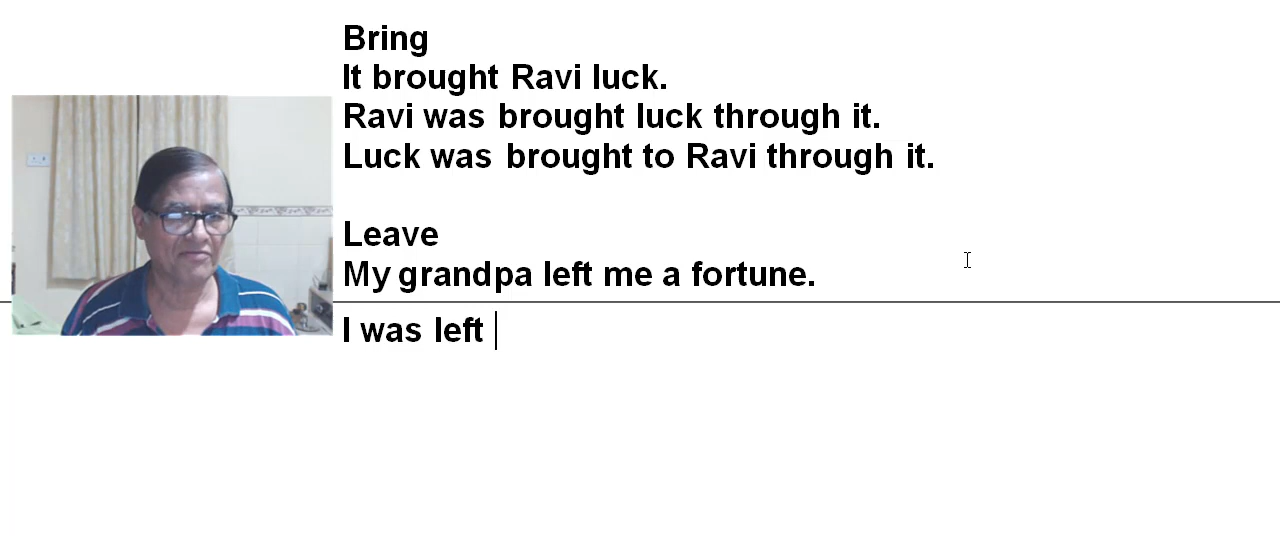 Bring
It brought Ravi luck.
Ravi was brought luck through it.
Luck was brought to Ravi through it.
Leave
My grandpa left me a fortune.
I was left